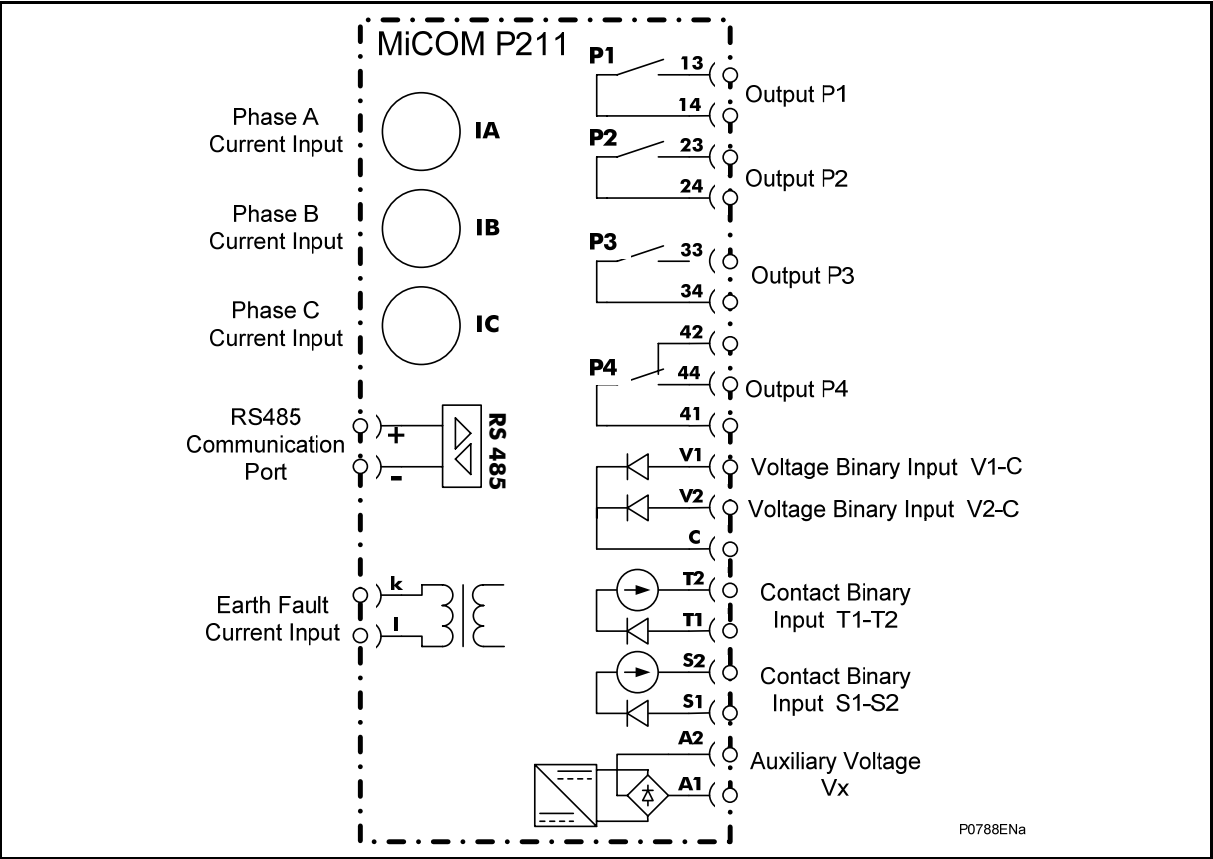 MiCOM P211
Phase A
Current Input
IA
Phase B
Current Input
IB
Phase C
Current Input
IC
RS485
Communication
Port
+
-
RS 485
Earth Fault
Current Input
k
l
P1
13
14
Output P1
P2
23
24
Output P2
P3
33
34
Output P3
42
P4
44
41
Output P4
V1
Voltage Binary Input V1-C
V2
Voltage Binary Input V2-C
C
T2
T1
Contact Binary
Input T1-T2
S2
S1
Contact Binary
Input S1-S2
A2
A1
Auxiliary Voltage
Vx
P0788ENa